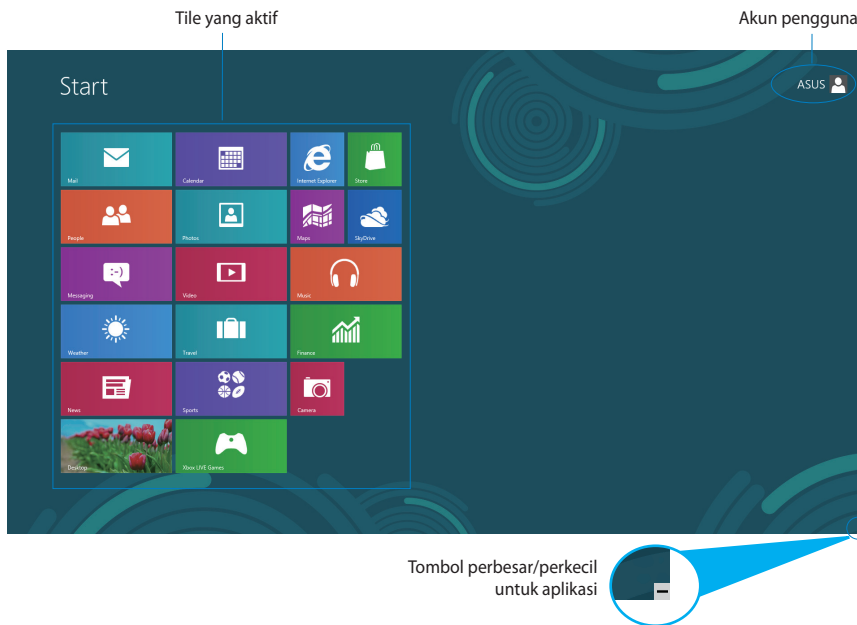 Tile yang aktif
Akun pengguna
Start
ASUS
Mail
Calendar
Internet Explorer
Store
People
Photos
Maps
SkyDrive
Messaging
:-)
Video
Music
Weather
Travel
Finance
News
Sports
Camera
Desktop
Xbox LIVE Games
Tombol perbesar/perkecil
untuk aplikasi